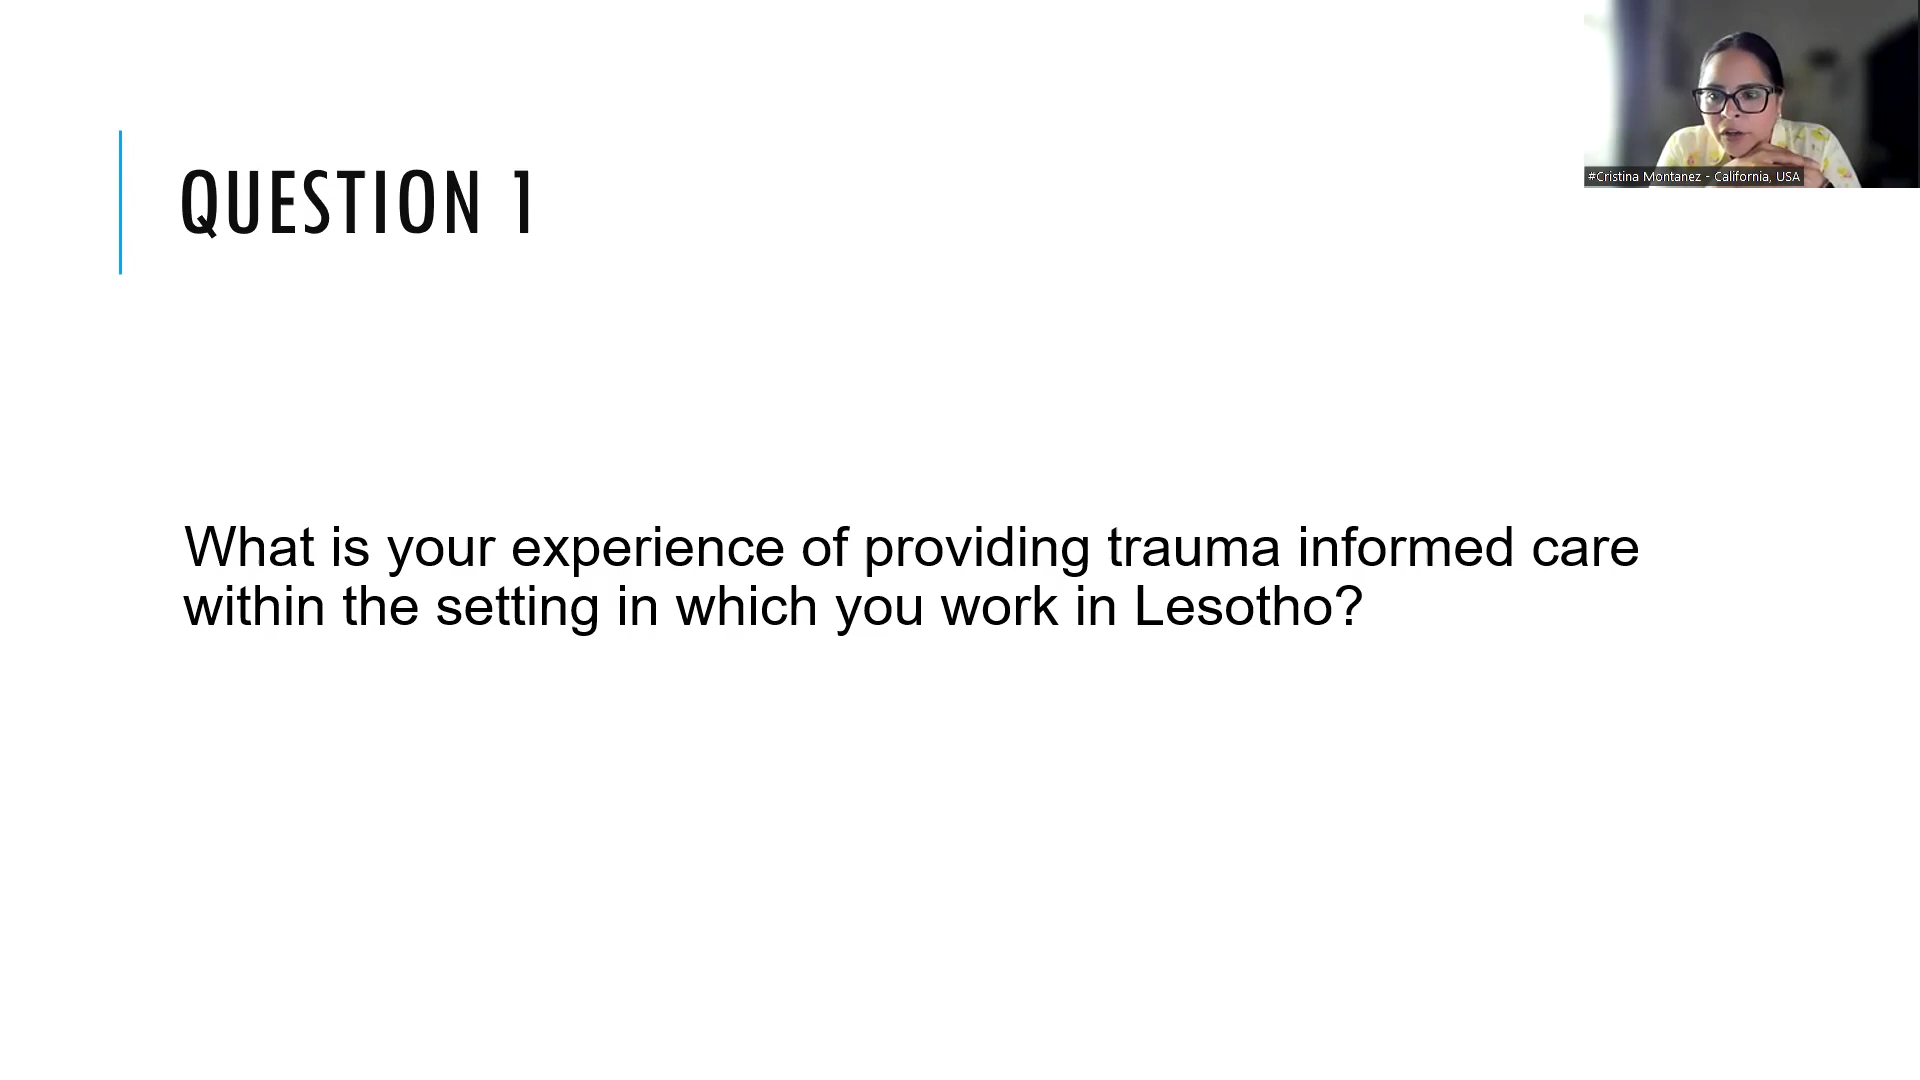 QUESTION 1
#Cristina Montanez - California, USA
What is your experience of providing trauma informed care
within the setting in which you work in Lesotho?